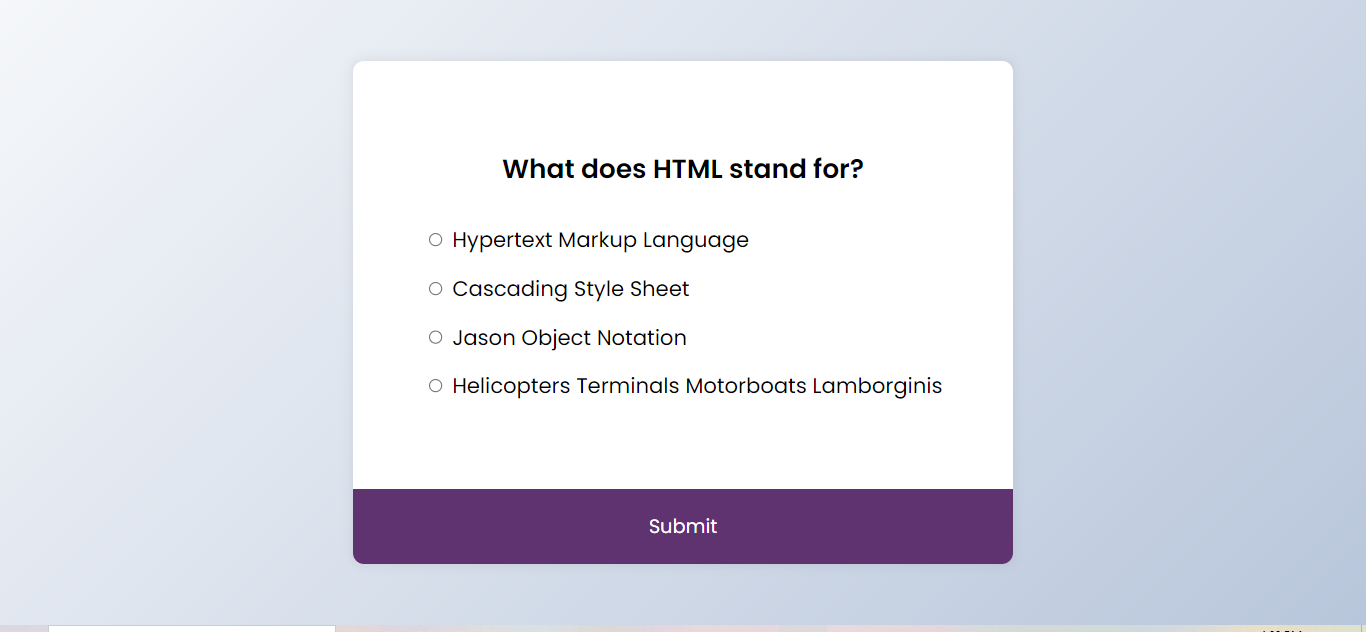 What does HTML stand for?
Hypertext Markup Language
Cascading Style Sheet
Jason Object Notation
Helicopters Terminals Motorboats Lamborginis
Submit